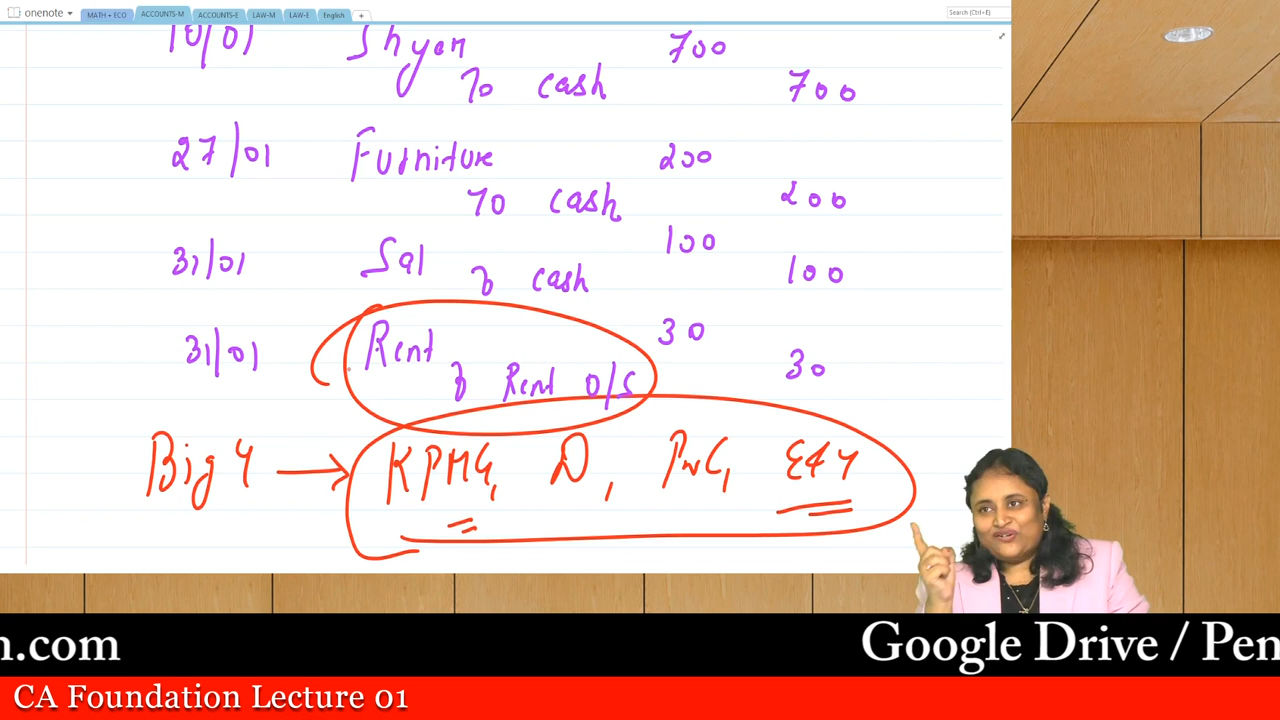 onenote MATH + ECO ACCOUNTS-M ACCOUNTS-E LAW-M LAW-E English + Search (Ctrl+E)
10/01 Shyam 700
To cash 700
27/01 Furniture 200
To cash 200
31/01 Sal 100
To cash 100
31/01 Rent 30
To Rent o/s 30
Big 4 → KPMG, D, PwC, E&Y
n.com Google Drive / Pen
CA Foundation Lecture 01